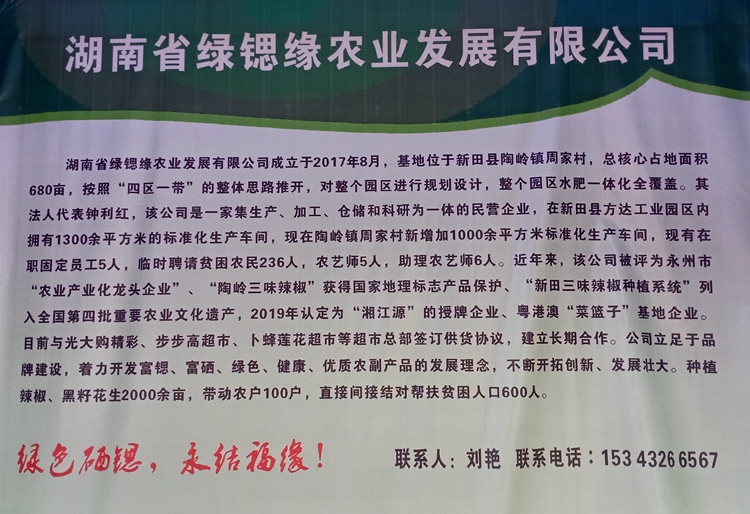 湖南省绿锶缘农业发展有限公司
湖南省绿锶缘农业发展有限公司成立于2017年8月，基地位于新田县陶岭镇周家村，总核心占地面积
680亩，按照“四区一带”的整体思路推开，对整个园区进行规划设计，整个园区水肥一体化全覆盖。其
法人代表钟利红，该公司是一家集生产、加工、仓储和科研为一体的民营企业，在新田县方达工业园区内
拥有1300余平方米的标准化生产车间，现在陶岭镇周家村新增加1000余平方米标准化生产车间，现有在
职固定员工5人，临时聘请贫困农民236人，农艺师5人，助理农艺师6人。近年来，该公司被评为永州市
“农业产业化龙头企业”、“陶岭三味辣椒”获得国家地理标志产品保护、“新田三味辣椒种植系统”列
入全国第四批重要农业文化遗产，2019年认定为“湘江源”的授牌企业、粤港澳“菜篮子”基地企业。
目前与光大购精彩、步步高超市、卜蜂莲花超市等超市总部签订供货协议，建立长期合作。公司立足于品
牌建设，着力开发富锶、富硒、绿色、健康、优质农副产品的发展理念，不断开拓创新、发展壮大。种植
辣椒、黑籽花生2000余亩，带动农户100户，直接间接结对帮扶贫困人口600人。
绿色硒锶，永结福缘！
联系人：刘艳 联系电话：15343266567